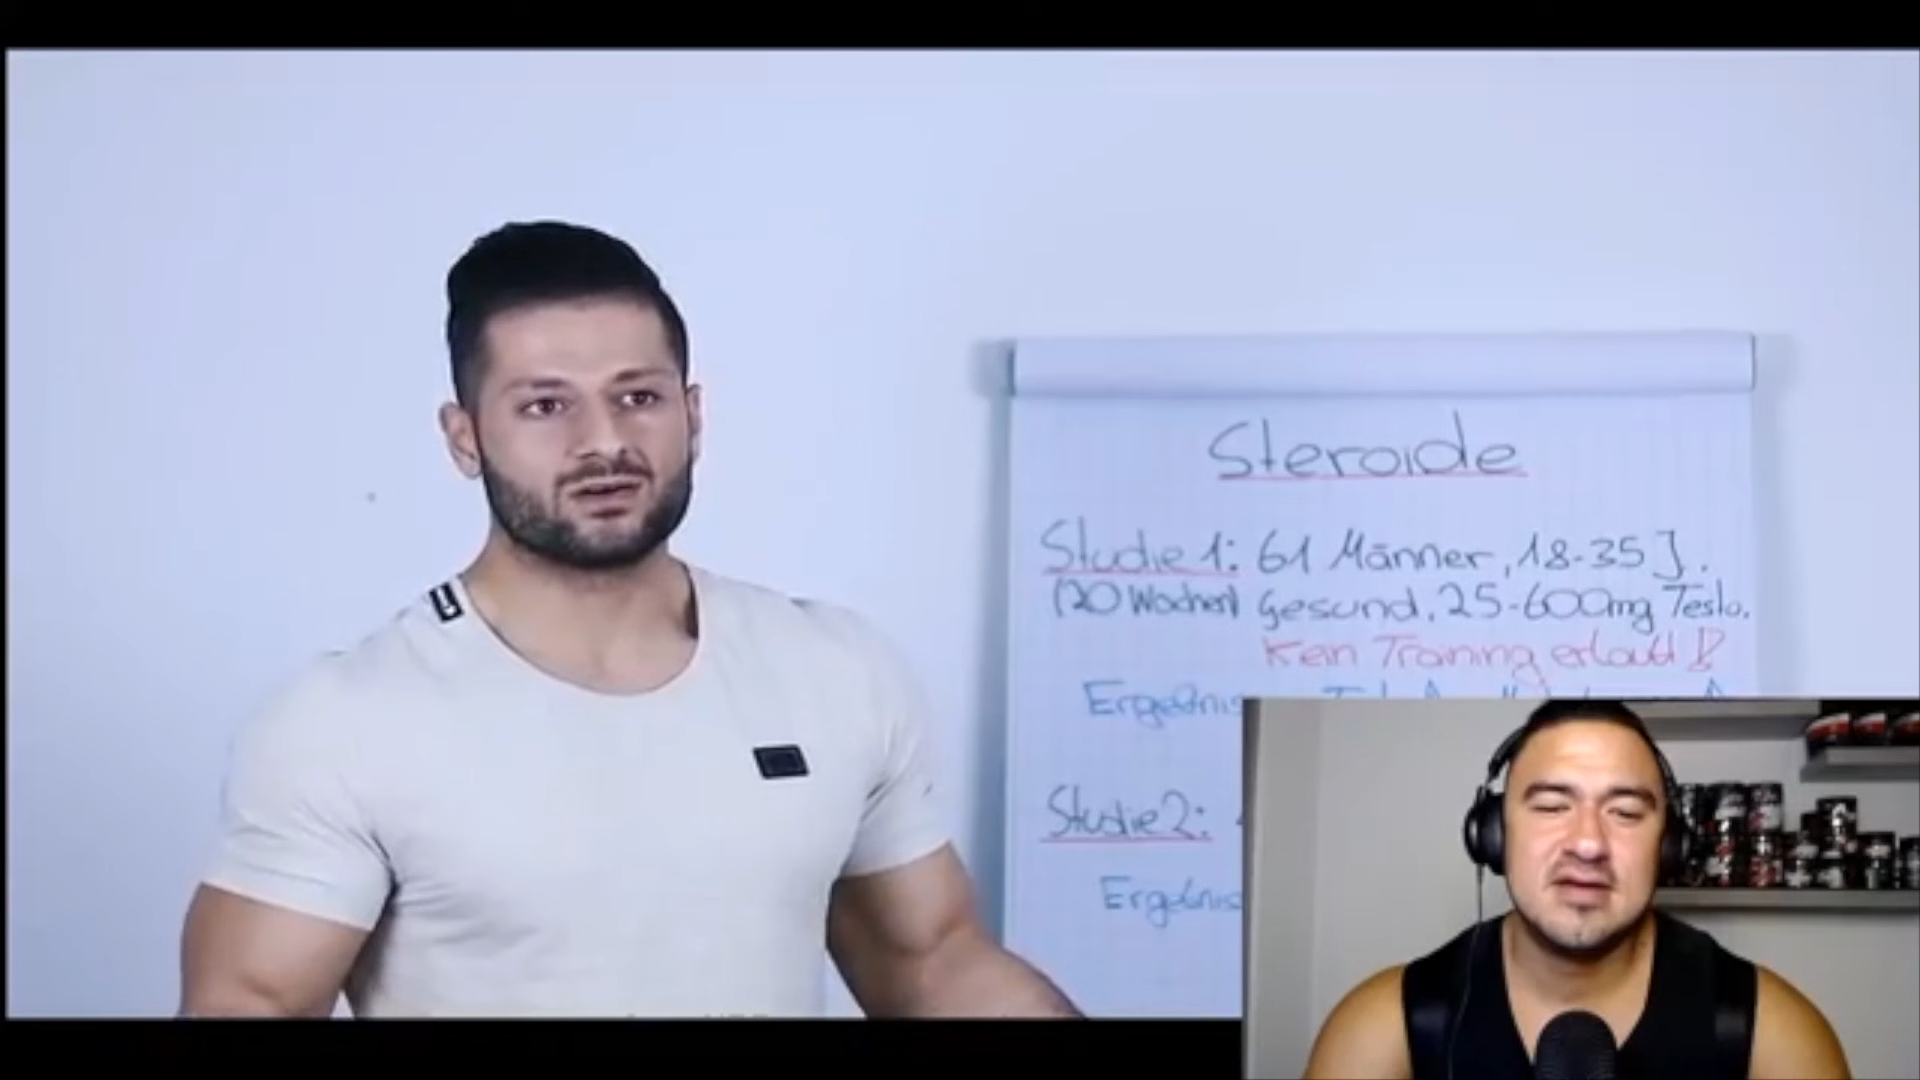 Steroide
Studie 1: 61 Männer, 18-35 J.
(20 Wochen) Gesund, 25-600mg Testo.
Kein Training erlaubt!
Ergebnis
Studie 2:
Ergebnis